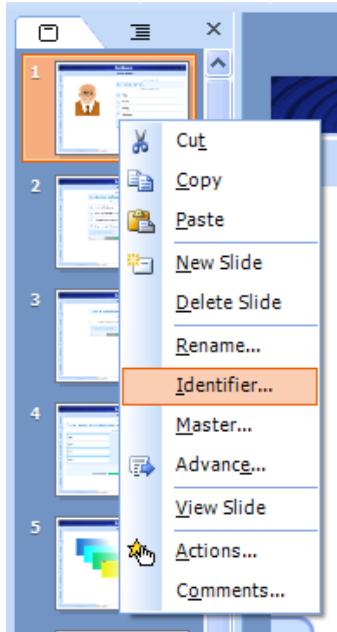 1
Cut
2
Copy
Paste
New Slide
3
Delete Slide
Rename...
Identifier...
4
Master...
Advance...
View Slide
5
Actions...
Comments...